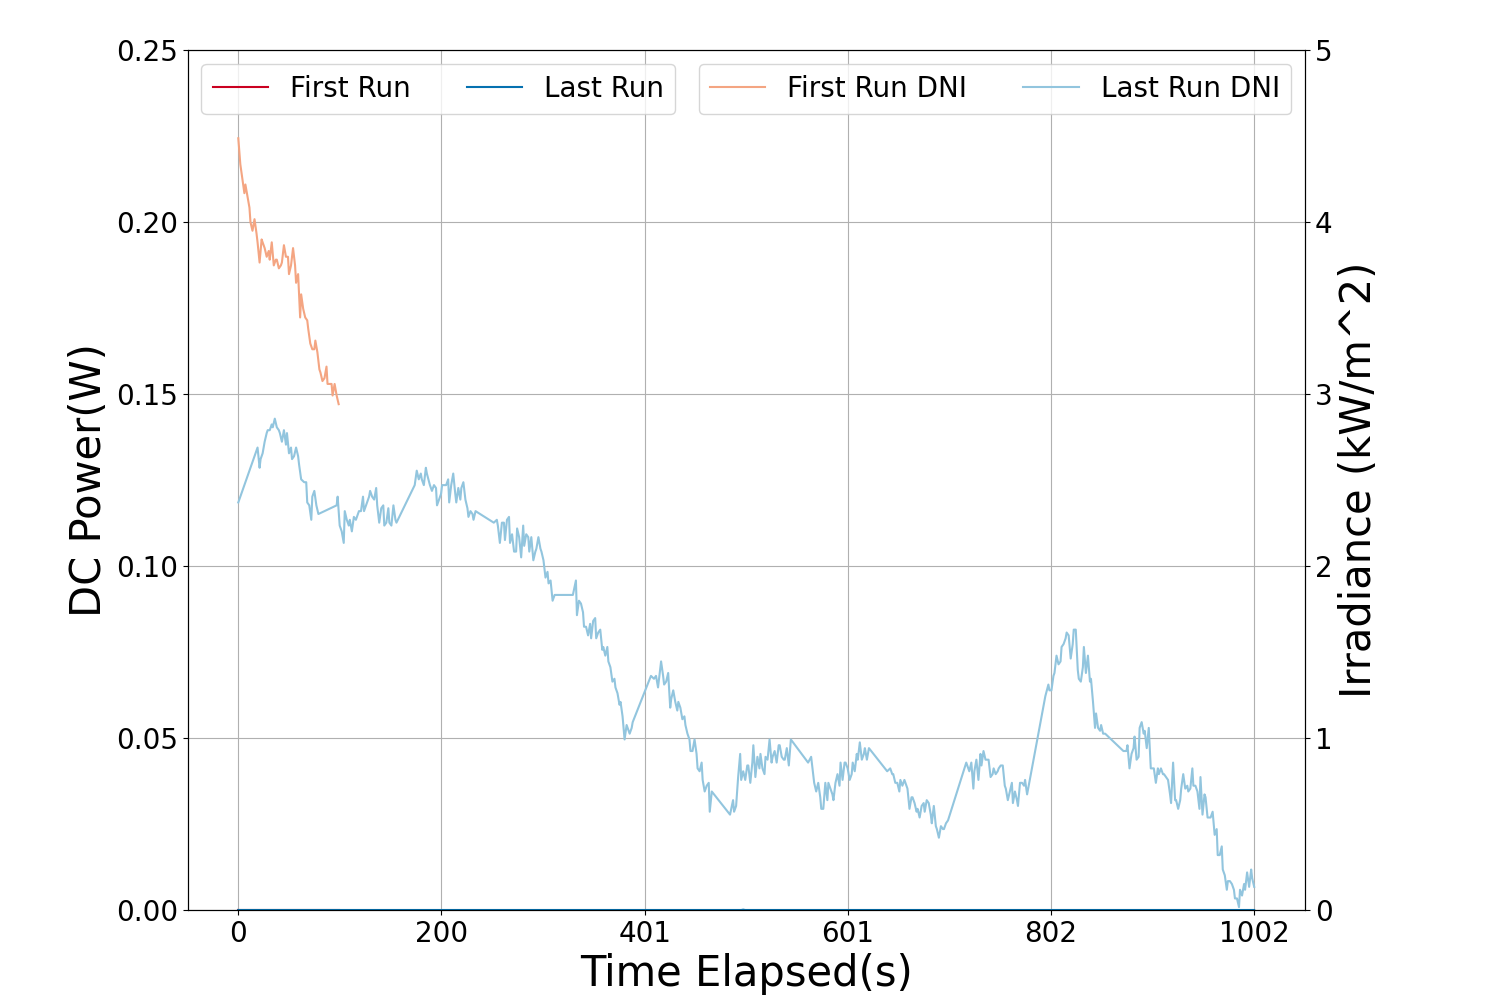 First Run
Last Run
First Run DNI
Last Run DNI
0.25
0.20
0.15
0.10
0.05
0.00
DC Power(W)
5
4
3
2
1
0
Irradiance (kW/m^2)
0 200 401 601 802 1002
Time Elapsed(s)